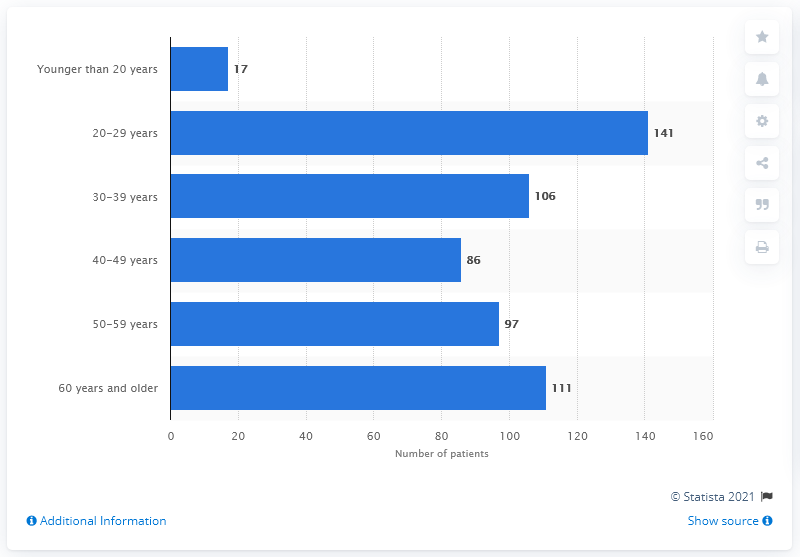 Younger than 20 years 17
20-29 years 141
30-39 years 106
40-49 years 86
50-59 years 97
60 years and older 111
0 20 40 60 80 100 120 140 160
Number of patients
© Statista 2021
Additional Information Show source